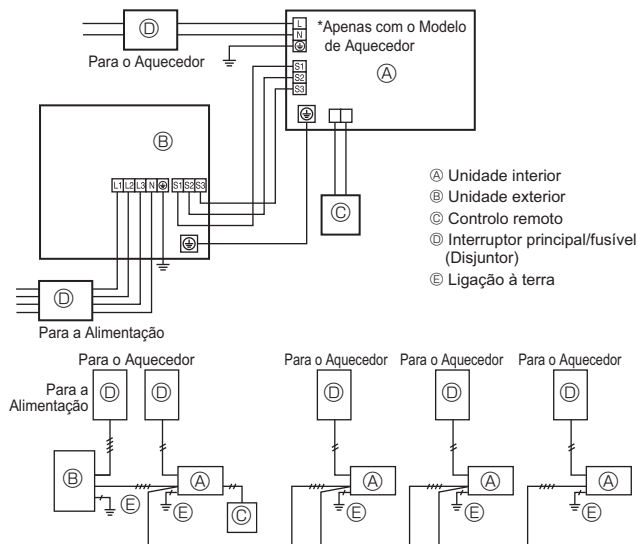 Ⓓ
Para o Aquecedor
L
N
*Apenas com o Modelo
de Aquecedor
Ⓐ
S1
S2
S3
Ⓑ
L1 L2 L3 N S1 S2 S3
Ⓒ
Ⓐ Unidade interior
Ⓑ Unidade exterior
Ⓒ Controlo remoto
Ⓓ Interruptor principal/fusível
(Disjuntor)
Ⓔ Ligação à terra
Ⓓ
Para a Alimentação
Para o Aquecedor
Para a
Alimentação
Ⓓ Ⓓ
Ⓑ Ⓔ Ⓐ Ⓔ Ⓒ
Para o Aquecedor Para o Aquecedor Para o Aquecedor
Ⓓ Ⓓ Ⓓ
Ⓐ Ⓐ Ⓐ
Ⓔ Ⓔ Ⓔ